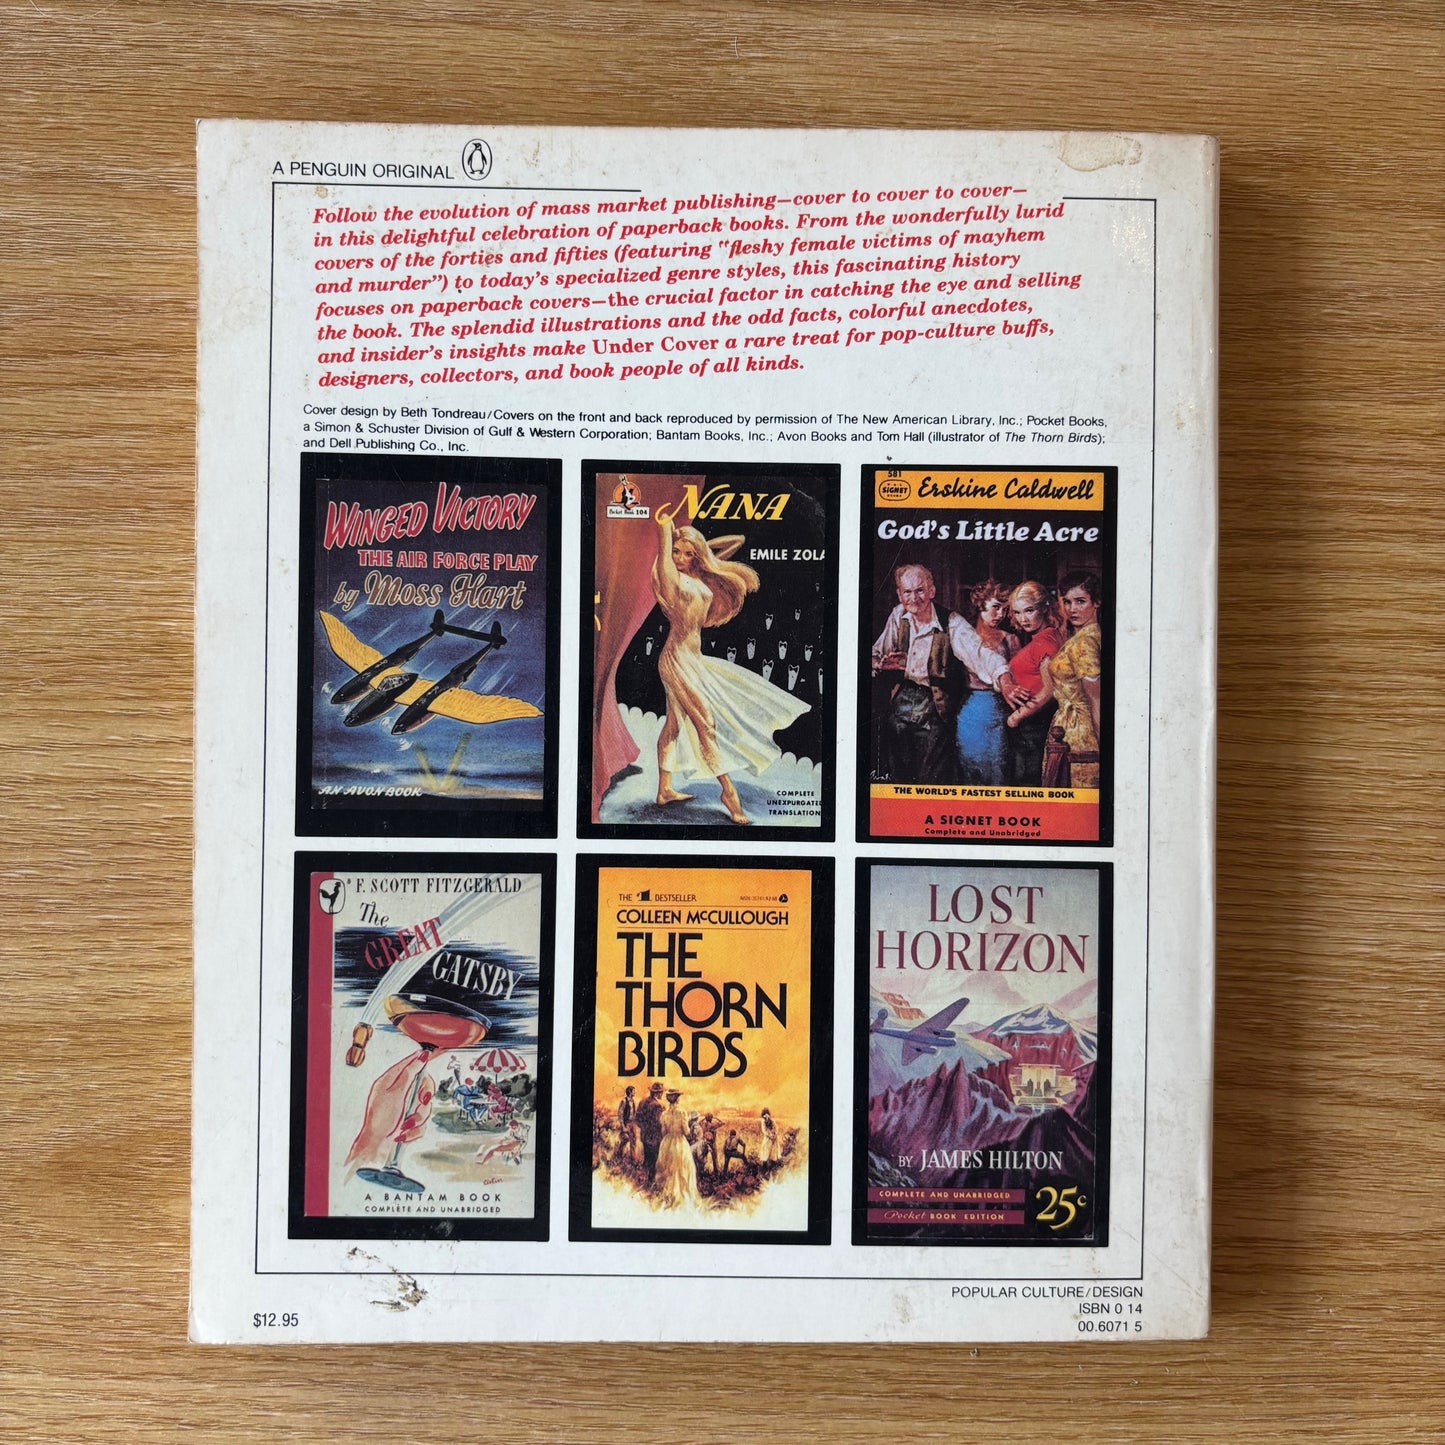 A PENGUIN ORIGINAL
Follow the evolution of mass market publishing—cover to cover to cover—
in this delightful celebration of paperback books. From the wonderfully lurid
covers of the forties and fifties (featuring "fleshy female victims of mayhem
and murder") to today's specialized genre styles, this fascinating history
focuses on paperback covers—the crucial factor in catching the eye and selling
the book. The splendid illustrations and the odd facts, colorful anecdotes,
and insider's insights make Under Cover a rare treat for pop-culture buffs,
designers, collectors, and book people of all kinds.
Cover design by Beth Tondreau/Covers on the front and back reproduced by permission of The New American Library, Inc.; Pocket Books,
a Simon & Schuster Division of Gulf & Western Corporation; Bantam Books, Inc.; Avon Books and Tom Hall (illustrator of The Thorn Birds);
and Dell Publishing Co., Inc.
WINGED VICTORY
THE AIR FORCE PLAY
by Moss Hart
AN AVON BOOK
Pocket Book 104
NANA
EMILE ZOLA
COMPLETE
UNEXPURGATED
TRANSLATION
581
SIGNET
BOOKS
Erskine Caldwell
God's Little Acre
THE WORLD'S FASTEST SELLING BOOK
A SIGNET BOOK
Complete and Unabridged
F. SCOTT FITZGERALD
The
GREAT
GATSBY
A BANTAM BOOK
COMPLETE AND UNABRIDGED
THE #1 BESTSELLER
COLLEEN McCULLOUGH
THE
THORN
BIRDS
LOST
HORIZON
BY JAMES HILTON
COMPLETE AND UNABRIDGED
Pocket BOOK EDITION
25c
$12.95
POPULAR CULTURE/DESIGN
ISBN 0 14
00.6071 5